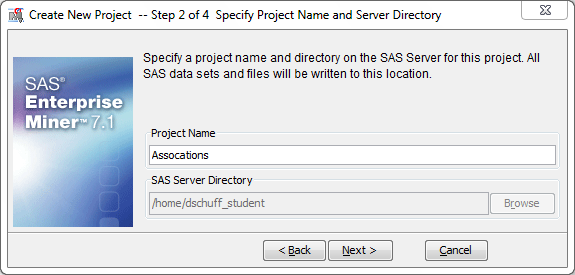 Create New Project  -- Step 2 of 4  Specify Project Name and Server Directory
Specify a project name and directory on the SAS Server for this project. All
SAS data sets and files will be written to this location.
SAS®
Enterprise
Miner™ 7.1
Project Name
Assocations
SAS Server Directory
/home/dschuff_student
Browse
< Back
Next >
Cancel